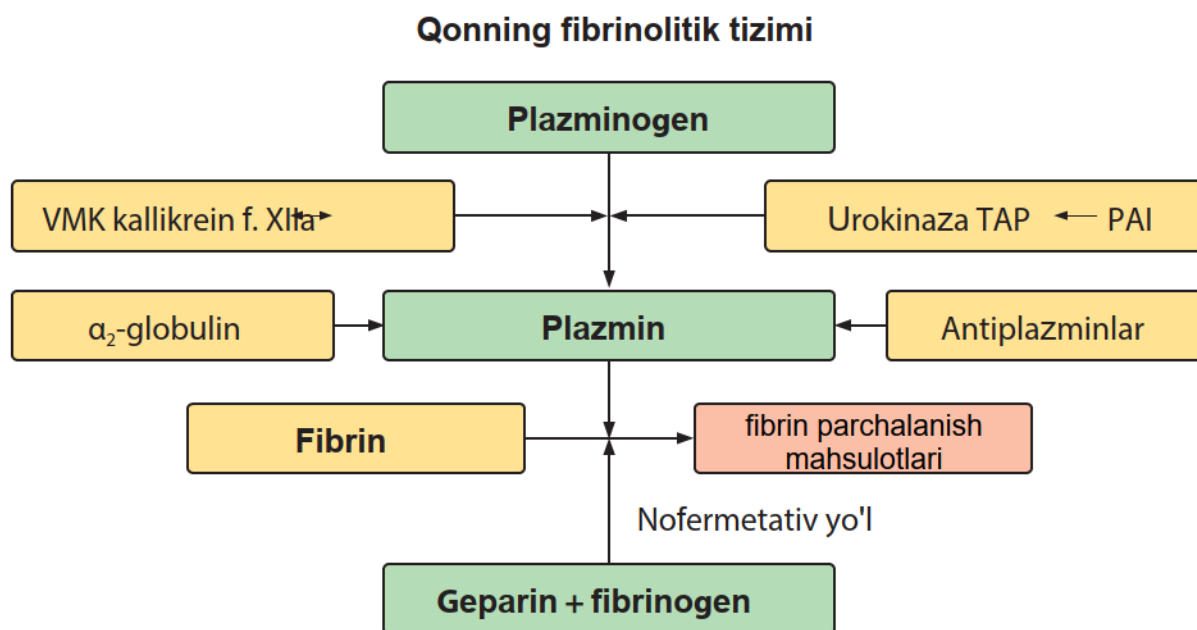 Qonning fibrinolitik tizimi
Plazminogen
VMK kallikrein f. XIIa
Urokinaza TAP ← PAI
α₂-globulin
Plazmin
Antiplazminlar
Fibrin
fibrin parchalanish
mahsulotlari
Nofermetativ yo'l
Geparin + fibrinogen